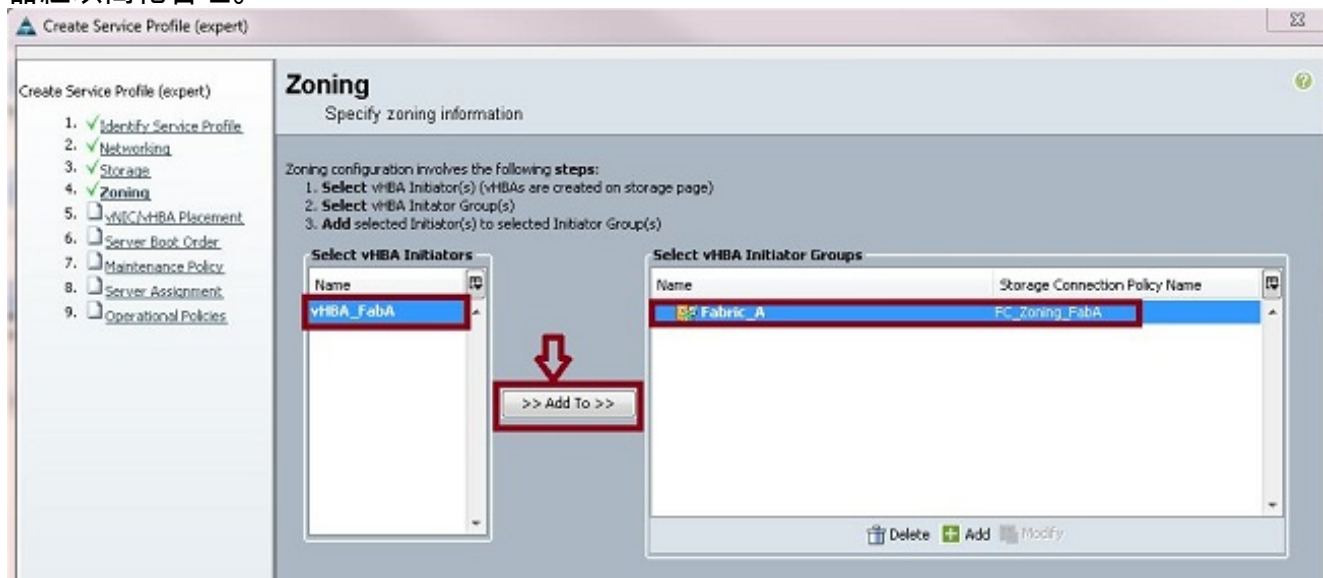 Create Service Profile (expert)
Create Service Profile (expert)
1. Identify Service Profile
2. Networking
3. Storage
4. Zoning
5. vNIC/vHBA Placement
6. Server Boot Order
7. Maintenance Policy
8. Server Assignment
9. Operational Policies
Zoning
Specify zoning information
Zoning configuration involves the following steps:
1. Select vHBA Initiator(s) (vHBAs are created on storage page)
2. Select vHBA Initator Group(s)
3. Add selected Initiator(s) to selected Initiator Group(s)
Select vHBA Initiators
Name
vHBA_FabA
>> Add To >>
Select vHBA Initiator Groups
Name Storage Connection Policy Name
Fabric_A FC_Zoning_FabA
Delete Add Modify